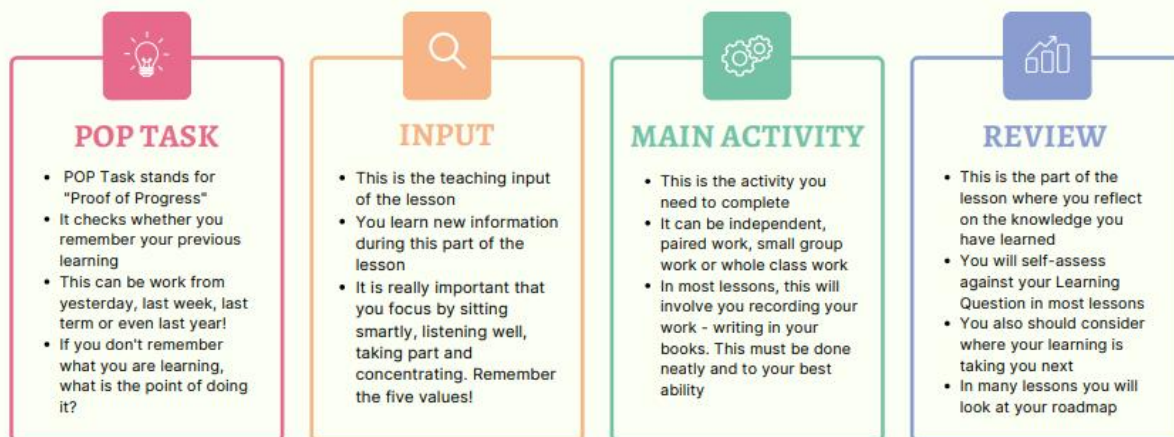 POP TASK
• POP Task stands for
"Proof of Progress"
• It checks whether you
remember your previous
learning
• This can be work from
yesterday, last week, last
term or even last year!
• If you don't remember
what you are learning,
what is the point of doing
it?
INPUT
• This is the teaching input
of the lesson
• You learn new information
during this part of the
lesson
• It is really important that
you focus by sitting
smartly, listening well,
taking part and
concentrating. Remember
the five values!
MAIN ACTIVITY
• This is the activity you
need to complete
• It can be independent,
paired work, small group
work or whole class work
• In most lessons, this will
involve you recording your
work - writing in your
books. This must be done
neatly and to your best
ability
REVIEW
• This is the part of the
lesson where you reflect
on the knowledge you
have learned
• You will self-assess
against your Learning
Question in most lessons
• You also should consider
where your learning is
taking you next
• In many lessons you will
look at your roadmap